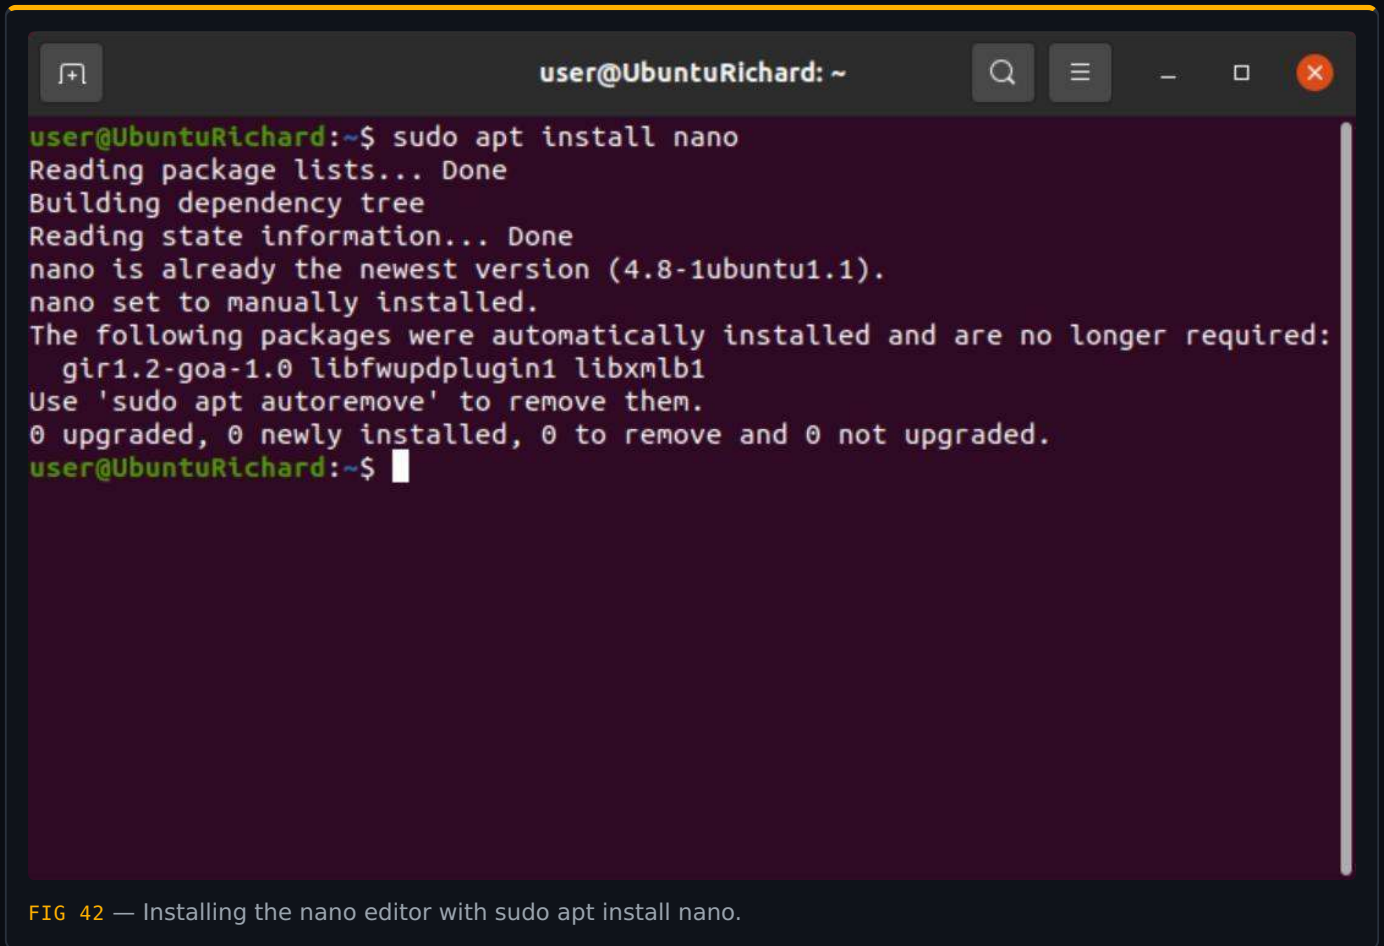 user@UbuntuRichard: ~
user@UbuntuRichard:~$ sudo apt install nano
Reading package lists... Done
Building dependency tree
Reading state information... Done
nano is already the newest version (4.8-1ubuntu1.1).
nano set to manually installed.
The following packages were automatically installed and are no longer required:
  gir1.2-goa-1.0 libfwupdplugin1 libxmlb1
Use 'sudo apt autoremove' to remove them.
0 upgraded, 0 newly installed, 0 to remove and 0 not upgraded.
user@UbuntuRichard:~$
FIG 42 — Installing the nano editor with sudo apt install nano.